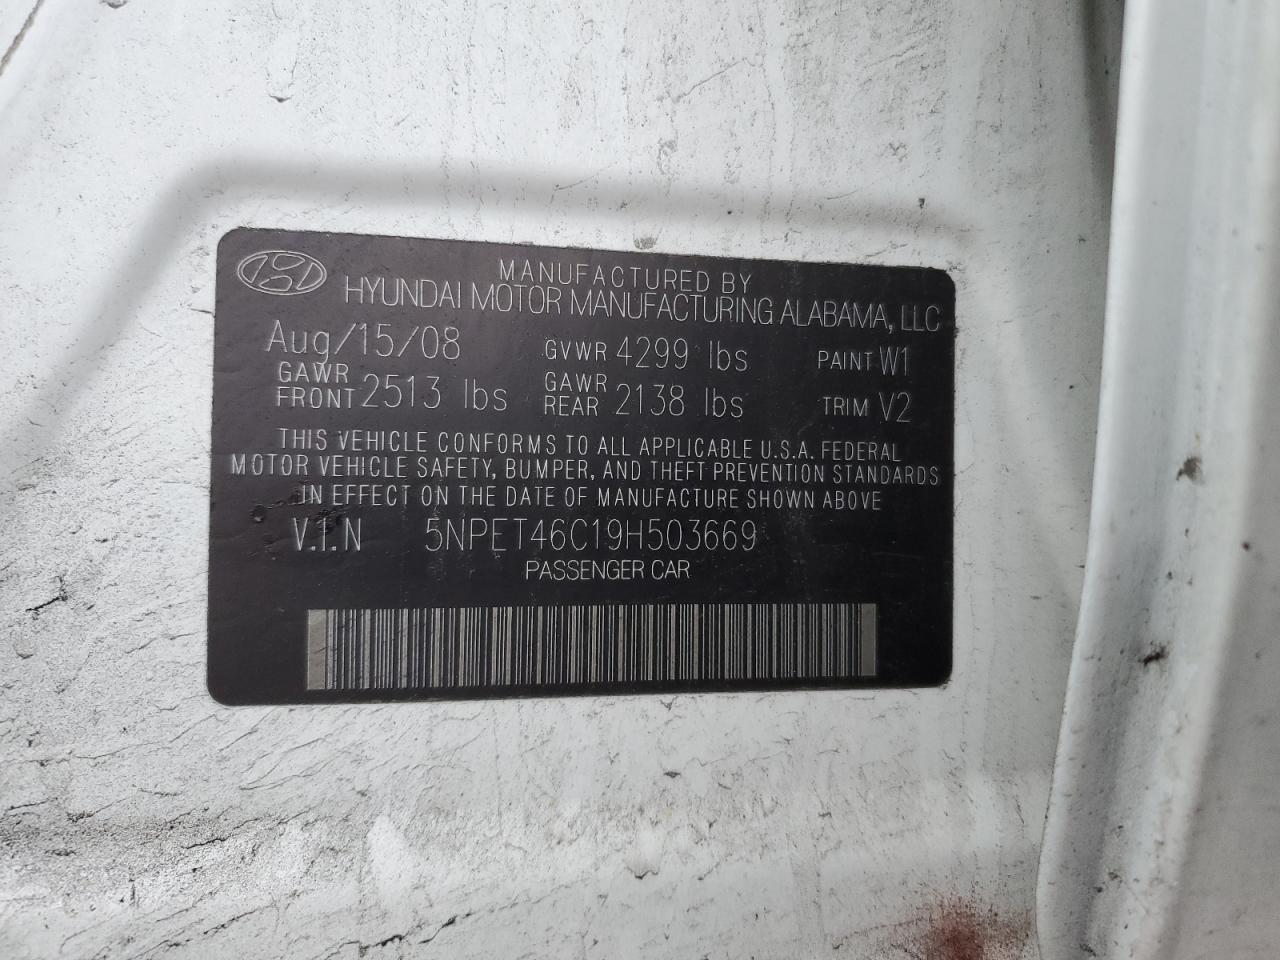 MANUFACTURED BY
HYUNDAI MOTOR MANUFACTURING ALABAMA, LLC
Aug/15/08 GVWR 4299 lbs PAINT W1
GAWR FRONT 2513 lbs GAWR REAR 2138 lbs TRIM V2
THIS VEHICLE CONFORMS TO ALL APPLICABLE U.S.A. FEDERAL
MOTOR VEHICLE SAFETY, BUMPER, AND THEFT PREVENTION STANDARDS
IN EFFECT ON THE DATE OF MANUFACTURE SHOWN ABOVE
V.I.N 5NPET46C19H503669
PASSENGER CAR